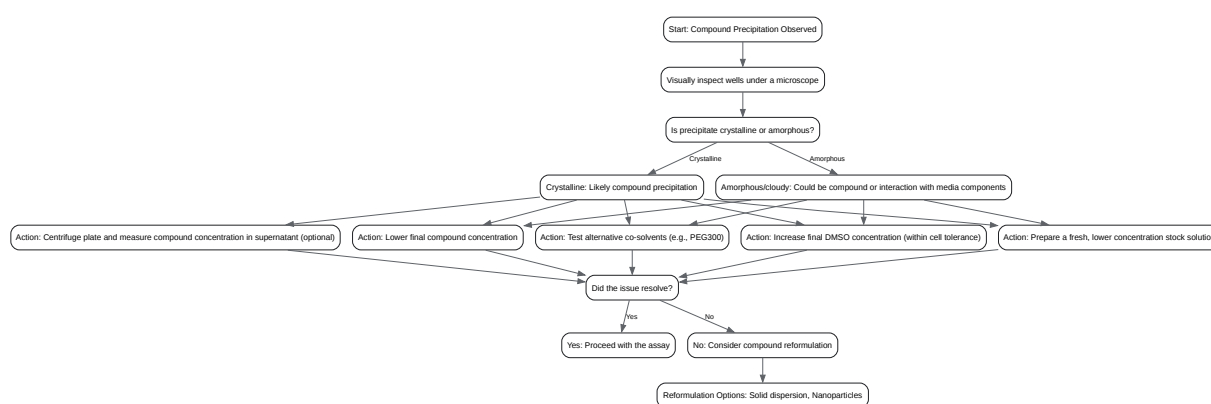 Start: Compound Precipitation Observed
Visually inspect wells under a microscope
Is precipitate crystalline or amorphous?
Crystalline
Amorphous
Crystalline: Likely compound precipitation
Amorphous/cloudy: Could be compound or interaction with media components
Action: Centrifuge plate and measure compound concentration in supernatant (optional)
Action: Lower final compound concentration
Action: Test alternative co-solvents (e.g., PEG300)
Action: Increase final DMSO concentration (within cell tolerance)
Action: Prepare a fresh, lower concentration stock solutio
Did the issue resolve?
Yes
No
Yes: Proceed with the assay
No: Consider compound reformulation
Reformulation Options: Solid dispersion, Nanoparticles